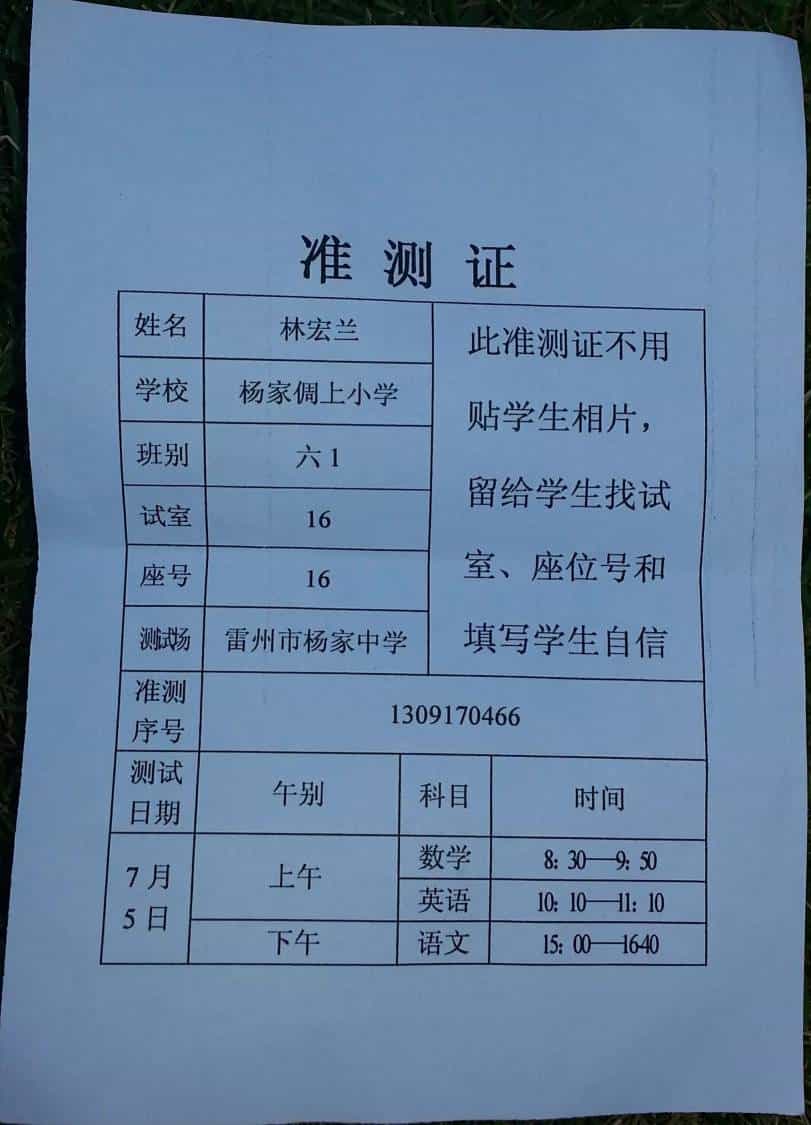 准测证
姓名 林宏兰
学校 杨家倜上小学
班别 六1
试室 16
座号 16
测试场 雷州市杨家中学
此准测证不用
贴学生相片，
留给学生找试
室、座位号和
填写学生自信
准测
序号
1309170466
测试
日期
午别 科目 时间
7月
5日
上午
数学 8：30—9：50
英语 10：10—11：10
下午 语文 15：00—1640